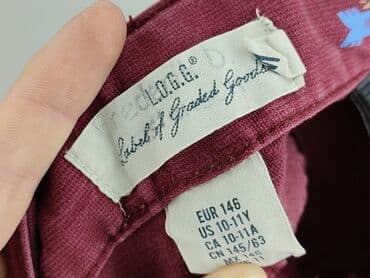 L.O.G.G.®
Label of Graded Goods
EUR 146
US 10-11Y
CA 10-11A
CN 145/63